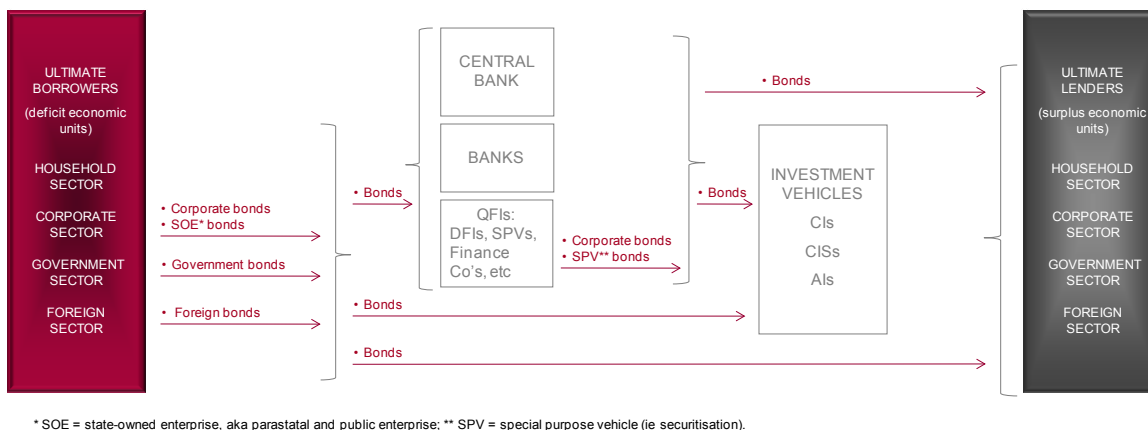 ULTIMATE
BORROWERS
(deficit economic
units)
HOUSEHOLD
SECTOR
CORPORATE
SECTOR
GOVERNMENT
SECTOR
FOREIGN
SECTOR
• Corporate bonds
• SOE* bonds
• Government bonds
• Foreign bonds
• Bonds
• Bonds
• Bonds
CENTRAL
BANK
BANKS
QFIs:
DFIs, SPVs,
Finance
Co's, etc
• Corporate bonds
• SPV** bonds
• Bonds
• Bonds
INVESTMENT
VEHICLES
CIs
CISs
AIs
ULTIMATE
LENDERS
(surplus economic
units)
HOUSEHOLD
SECTOR
CORPORATE
SECTOR
GOVERNMENT
SECTOR
FOREIGN
SECTOR
* SOE = state-owned enterprise, aka parastatal and public enterprise; ** SPV = special purpose vehicle (ie securitisation).